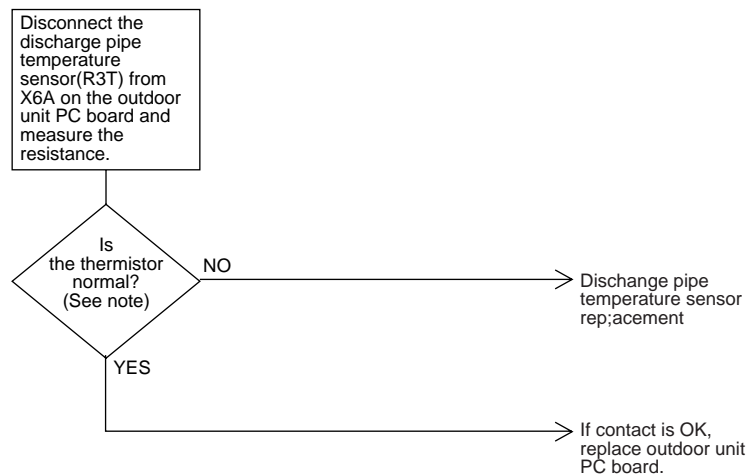 Disconnect the
discharge pipe
temperature
sensor(R3T) from
X6A on the outdoor
unit PC board and
measure the
resistance.
Is
the thermistor
normal?
(See note)
NO
Dischange pipe
temperature sensor
rep;acement
YES
If contact is OK,
replace outdoor unit
PC board.